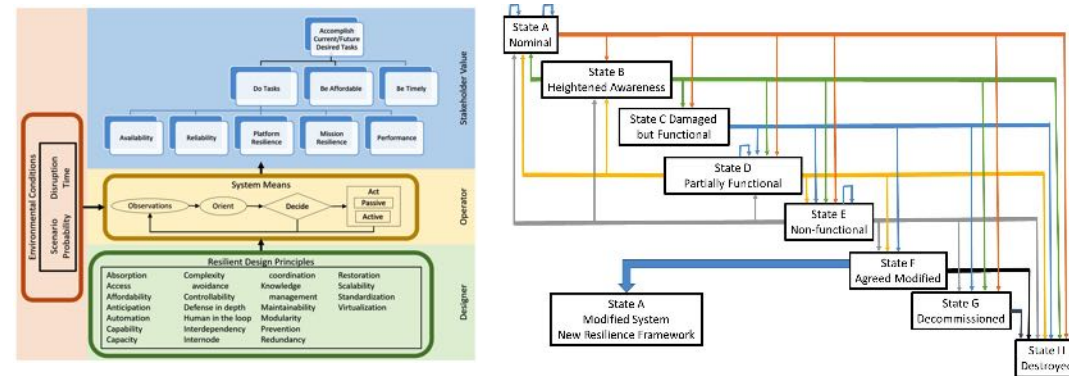 Accomplish
Current/Future
Desired Tasks
Do Tasks
Be Affordable
Be Timely
Availability
Reliability
Platform
Resilience
Mission
Resilience
Performance
Stakeholder Value
Environmental Conditions
Disruption
Time
Scenario
Probability
System Means
Observations
Orient
Decide
Act
Passive
Active
Operator
Resilient Design Principles
Absorption
Access
Affordability
Anticipation
Automation
Capability
Capacity
Complexity
avoidance
Controllability
Defense in depth
Human in the loop
Interdependency
Internode
coordination
Knowledge
management
Maintainability
Modularity
Prevention
Redundancy
Restoration
Scalability
Standardization
Virtualization
Designer
State A
Nominal
State B
Heightened Awareness
State C Damaged
but Functional
State D
Partially Functional
State E
Non-functional
State F
Agreed Modified
State A
Modified System
New Resilience Framework
State G
Decommissioned
State H
Destroyed